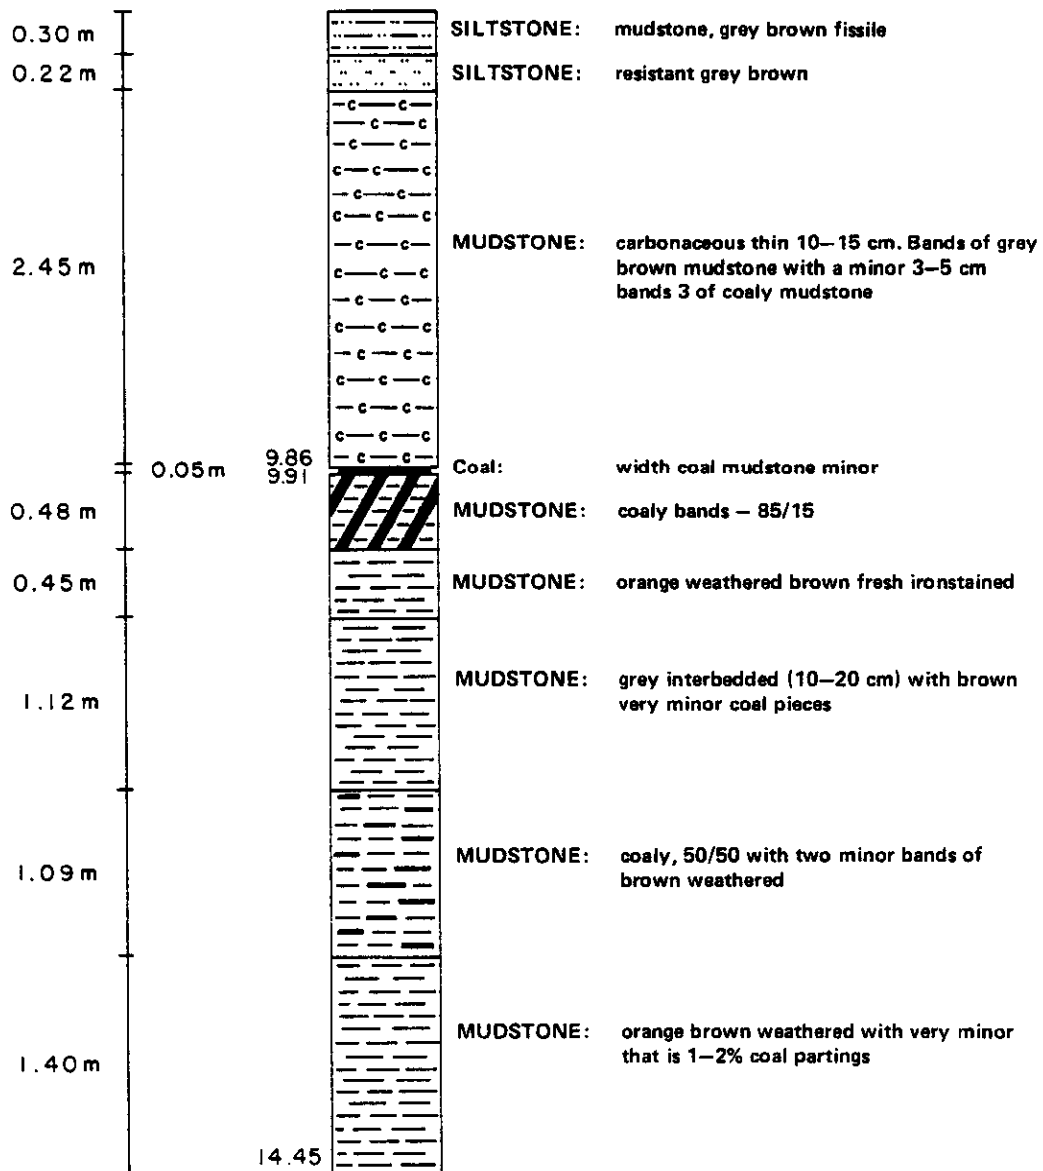 0.30 m SILTSTONE: mudstone, grey brown fissile
0.22 m SILTSTONE: resistant grey brown
2.45 m MUDSTONE: carbonaceous thin 10–15 cm. Bands of grey
brown mudstone with a minor 3–5 cm
bands 3 of coaly mudstone
0.05 m 9.86 Coal: width coal mudstone minor
9.91
0.48 m MUDSTONE: coaly bands – 85/15
0.45 m MUDSTONE: orange weathered brown fresh ironstained
1.12 m MUDSTONE: grey interbedded (10–20 cm) with brown
very minor coal pieces
1.09 m MUDSTONE: coaly, 50/50 with two minor bands of
brown weathered
1.40 m MUDSTONE: orange brown weathered with very minor
that is 1–2% coal partings
14.45